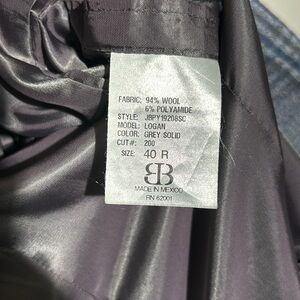 FABRIC: 94% WOOL
6% POLYAMIDE
STYLE: JBPY19208SC
MODEL: LOGAN
COLOR: GREY SOLID
CUT#: 200
SIZE: 40 R
BB
MADE IN MEXICO
RN 62001